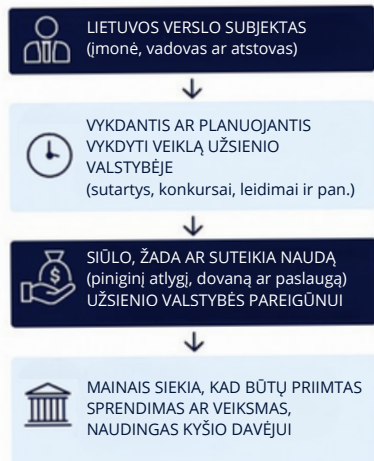 LIETUVOS VERSLO SUBJEKTAS
(įmonė, vadovas ar atstovas)
VYKDANTIS AR PLANUOJANTIS
VYKDYTI VEIKLĄ UŽSIENIO
VALSTYBĖJE
(sutartys, konkursai, leidimai ir pan.)
SIŪLO, ŽADA AR SUTEIKIA NAUDĄ
(piniginį atlygį, dovaną ar paslaugą)
UŽSIENIO VALSTYBĖS PAREIGŪNUI
MAINAIS SIEKIA, KAD BŪTŲ PRIIMTAS
SPRENDIMAS AR VEIKSMAS,
NAUDINGAS KYŠIO DAVĖJUI